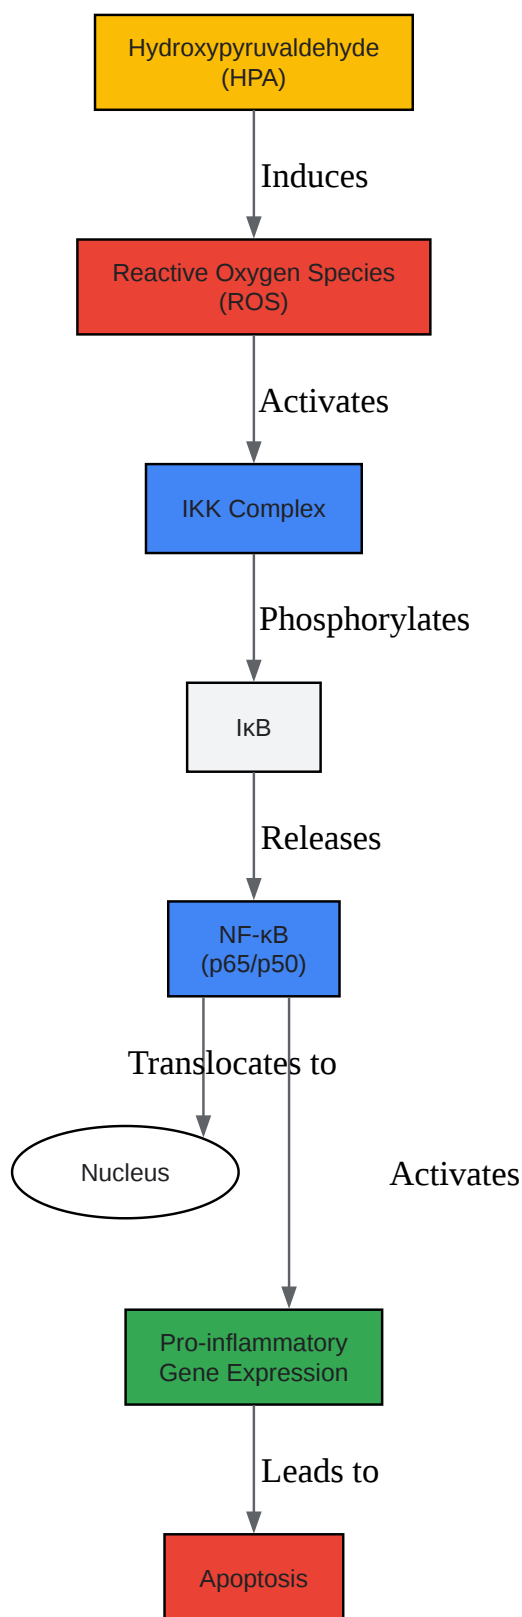 Hydroxypyruvaldehyde
(HPA)
Induces
Reactive Oxygen Species
(ROS)
Activates
IKK Complex
Phosphorylates
IκB
Releases
NF-κB
(p65/p50)
Translocates to
Nucleus
Activates
Pro-inflammatory
Gene Expression
Leads to
Apoptosis